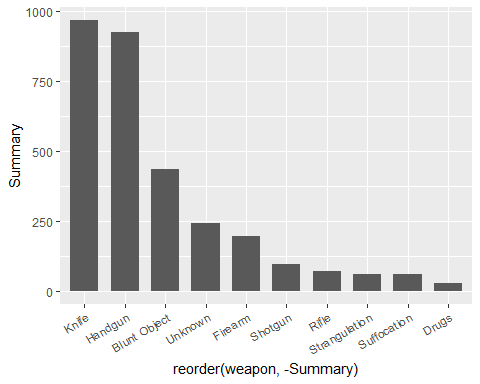 1000
750
500
250
0
Summary
Knife
Handgun
Blunt Object
Unknown
Firearm
Shotgun
Rifle
Strangulation
Suffocation
Drugs
reorder(weapon, -Summary)